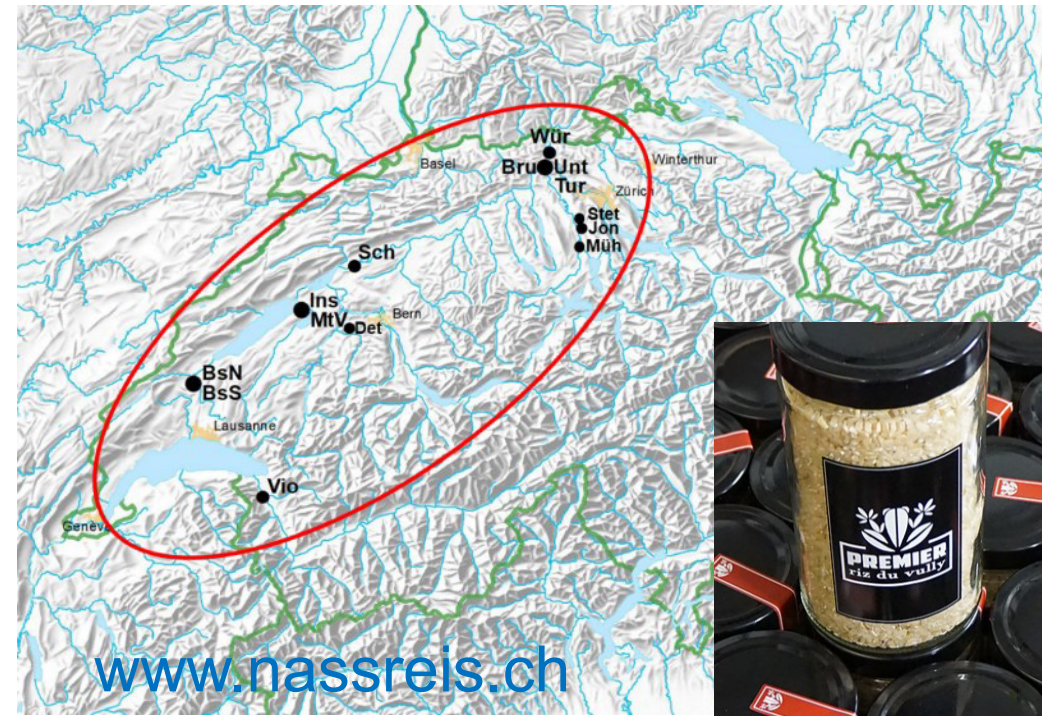 Wür
Basel
Bru Unt
Winterthur
Tur
Zürich
Stet
Jon
Müh
Sch
Ins
MtV
Bern
Det
BsN
BsS
Lausanne
Vio
Geneva
www.nassreis.ch
PREMIER
riz du vully